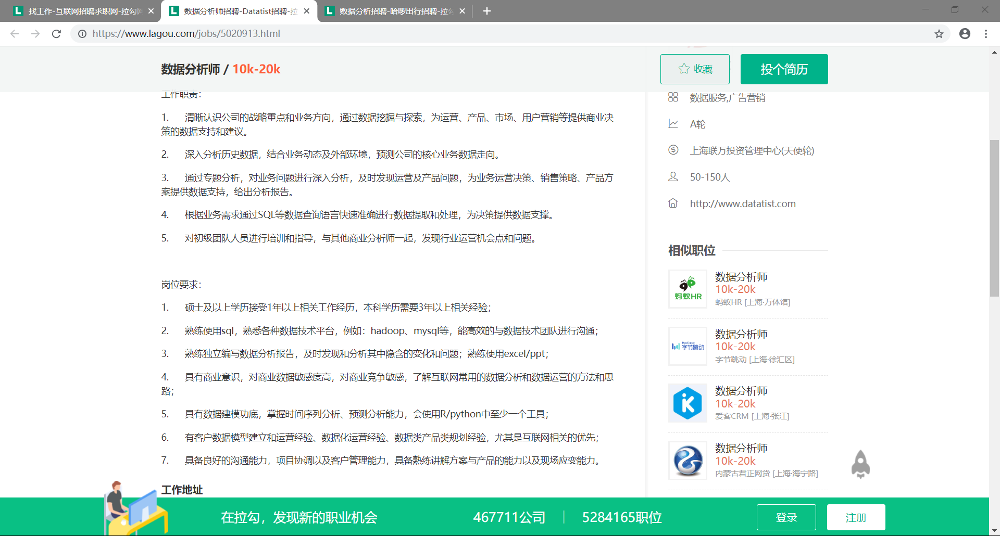 找工作-互联网招聘求职网-拉勾网
数据分析师招聘-Datatist招聘-拉
数据分析招聘-哈啰出行招聘-拉勾
https://www.lagou.com/jobs/5020913.html
数据分析师 / 10k-20k
收藏
投个简历
工作职责：
1. 清晰认识公司的战略重点和业务方向，通过数据挖掘与探索，为运营、产品、市场、用户营销等提供商业决
策的数据支持和建议。
2. 深入分析历史数据，结合业务动态及外部环境，预测公司的核心业务数据走向。
3. 通过专题分析，对业务问题进行深入分析，及时发现运营及产品问题，为业务运营决策、销售策略、产品方
案提供数据支持，给出分析报告。
4. 根据业务需求通过SQL等数据查询语言快速准确进行数据提取和处理，为决策提供数据支撑。
5. 对初级团队人员进行培训和指导，与其他商业分析师一起，发现行业运营机会点和问题。
岗位要求：
1. 硕士及以上学历接受1年以上相关工作经历，本科学历需要3年以上相关经验；
2. 熟练使用sql，熟悉各种数据技术平台，例如：hadoop、mysql等，能高效的与数据技术团队进行沟通；
3. 熟练独立编写数据分析报告，及时发现和分析其中隐含的变化和问题；熟练使用excel/ppt；
4. 具有商业意识，对商业数据敏感度高，对商业竞争敏感，了解互联网常用的数据分析和数据运营的方法和思
路；
5. 具有数据建模功底，掌握时间序列分析、预测分析能力，会使用R/python中至少一个工具；
6. 有客户数据模型建立和运营经验、数据化运营经验、数据类产品类规划经验，尤其是互联网相关的优先；
7. 具备良好的沟通能力，项目协调以及客户管理能力，具备熟练讲解方案与产品的能力以及现场应变能力。
工作地址
数据服务,广告营销
A轮
上海联万投资管理中心(天使轮)
50-150人
http://www.datatist.com
相似职位
蚂蚁HR
数据分析师
10k-20k
蚂蚁HR [上海·万体馆]
ByteDance
字节跳动
数据分析师
10k-20k
字节跳动 [上海·徐汇区]
数据分析师
10k-20k
爱客CRM [上海·张江]
数据分析师
10k-20k
内蒙古君正网贷 [上海·海宁路]
在拉勾，发现新的职业机会
467711公司
5284165职位
登录
注册